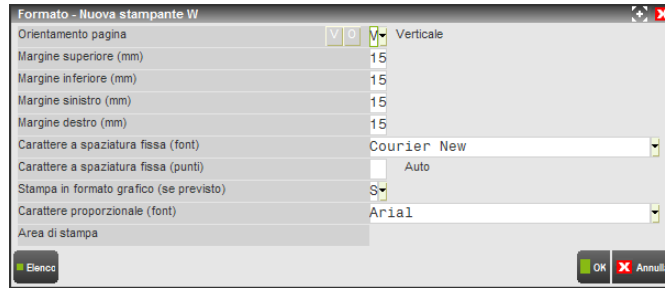 Formato - Nuova stampante W
Orientamento pagina V O V Verticale
Margine superiore (mm) 15
Margine inferiore (mm) 15
Margine sinistro (mm) 15
Margine destro (mm) 15
Carattere a spaziatura fissa (font) Courier New
Carattere a spaziatura fissa (punti) Auto
Stampa in formato grafico (se previsto) S
Carattere proporzionale (font) Arial
Area di stampa
Elenco OK Annull